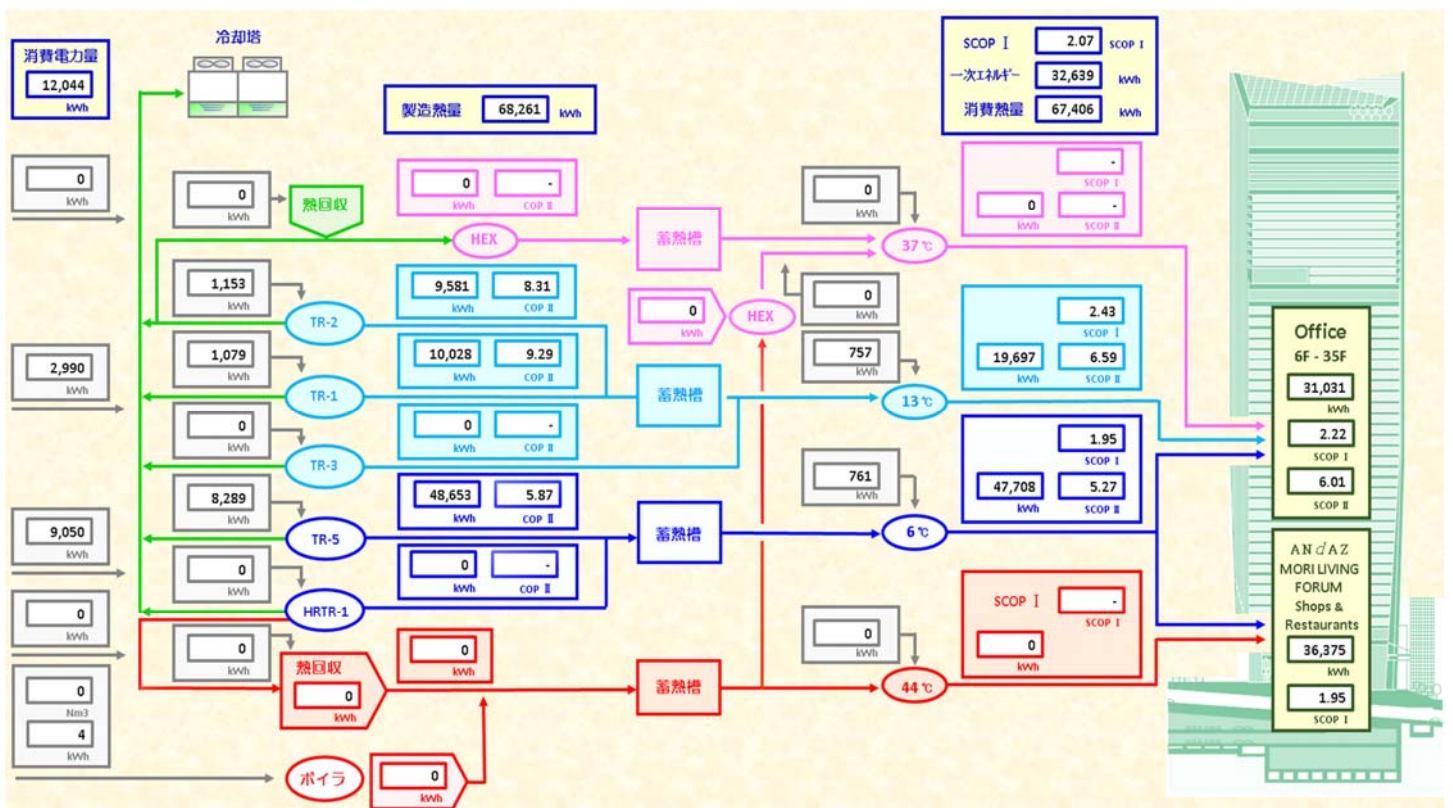 消費電力量
12,044
kWh
冷却塔
製造熱量 68,261 kWh
SCOP Ⅰ 2.07 SCOP Ⅰ
一次エネルギー 32,639 kWh
消費熱量 67,406 kWh
0
kWh
0
kWh
熱回収
0 -
kWh COP Ⅱ
HEX
蓄熱槽
0
kWh
37℃
-
SCOP Ⅰ
0 -
kWh SCOP Ⅱ
1,153
kWh
TR-2
9,581 8.31
kWh COP Ⅱ
0
kWh
HEX
0
kWh
2,990
kWh
1,079
kWh
TR-1
10,028 9.29
kWh COP Ⅱ
蓄熱槽
757
kWh
13℃
2.43
SCOP Ⅰ
19,697 6.59
kWh SCOP Ⅱ
0
kWh
TR-3
0 -
kWh COP Ⅱ
9,050
kWh
8,289
kWh
TR-5
48,653 5.87
kWh COP Ⅱ
蓄熱槽
761
kWh
6℃
1.95
SCOP Ⅰ
47,708 5.27
kWh SCOP Ⅱ
0
kWh
HRTR-1
0 -
kWh COP Ⅱ
0
kWh
0
kWh
熱回収
0
kWh
0
kWh
蓄熱槽
0
kWh
44℃
SCOP Ⅰ -
SCOP Ⅰ
0
kWh
0
Nm3
4
kWh
ボイラ
0
kWh
Office
6F - 35F
31,031
kWh
2.22
SCOP Ⅰ
6.01
SCOP Ⅱ
ANdAZ
MORI LIVING
FORUM
Shops &
Restaurants
36,375
kWh
1.95
SCOP Ⅰ